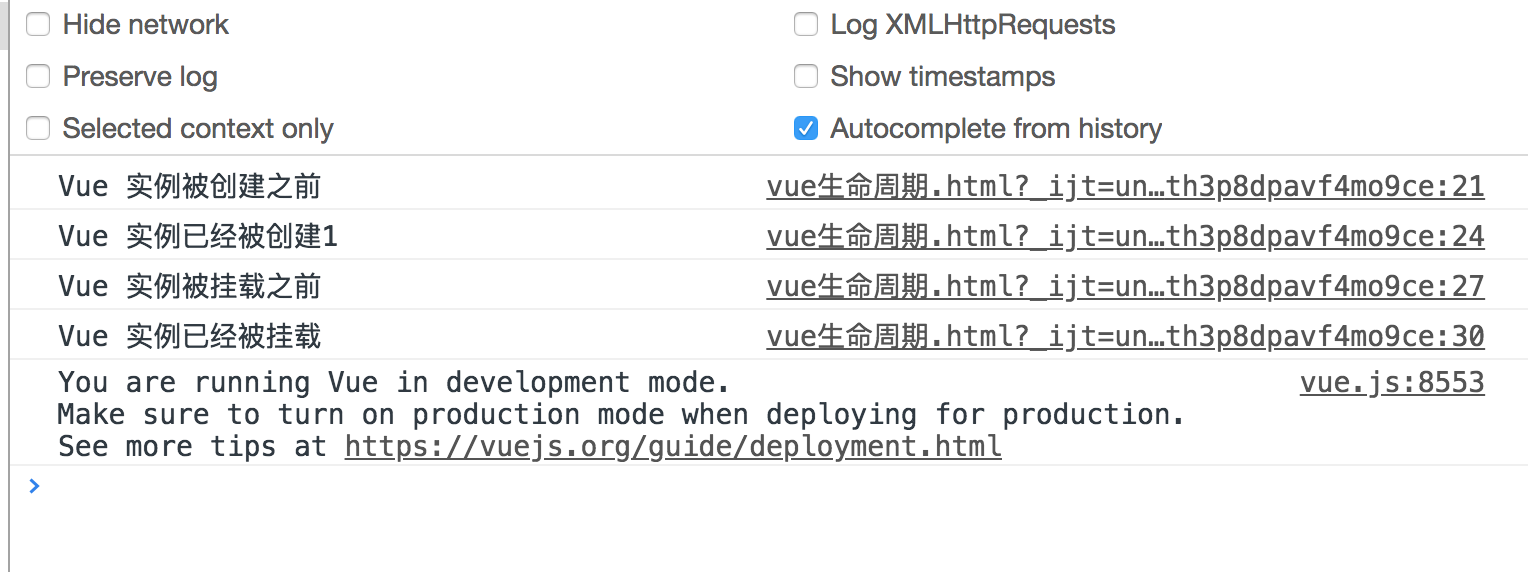 Hide network
Log XMLHttpRequests
Preserve log
Show timestamps
Selected context only
Autocomplete from history
Vue 实例被创建之前 vue生命周期.html?_ijt=un…th3p8dpavf4mo9ce:21
Vue 实例已经被创建1 vue生命周期.html?_ijt=un…th3p8dpavf4mo9ce:24
Vue 实例被挂载之前 vue生命周期.html?_ijt=un…th3p8dpavf4mo9ce:27
Vue 实例已经被挂载 vue生命周期.html?_ijt=un…th3p8dpavf4mo9ce:30
You are running Vue in development mode. vue.js:8553
Make sure to turn on production mode when deploying for production.
See more tips at https://vuejs.org/guide/deployment.html